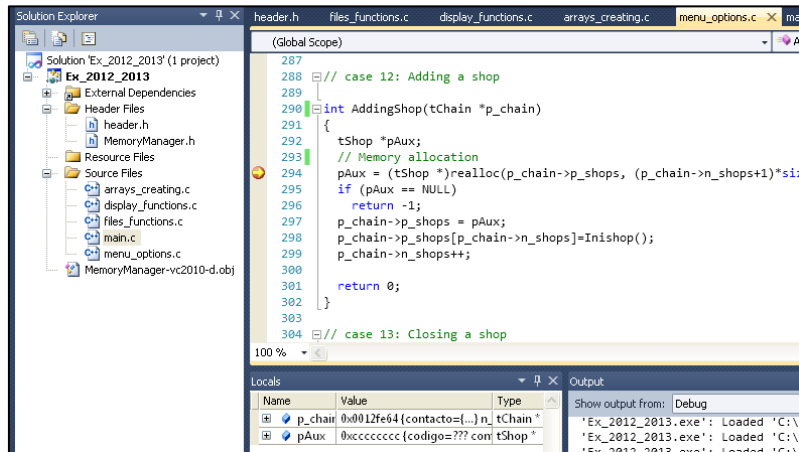 Solution Explorer
header.h files_functions.c display_functions.c arrays_creating.c menu_options.c
(Global Scope)
Solution 'Ex_2012_2013' (1 project)
Ex_2012_2013
External Dependencies
Header Files
header.h
MemoryManager.h
Resource Files
Source Files
arrays_creating.c
display_functions.c
files_functions.c
main.c
menu_options.c
MemoryManager-vc2010-d.obj
287
288 // case 12: Adding a shop
289
290 int AddingShop(tChain *p_chain)
291 {
292 tShop *pAux;
293 // Memory allocation
294 pAux = (tShop *)realloc(p_chain->p_shops, (p_chain->n_shops+1)*siz
295 if (pAux == NULL)
296 return -1;
297 p_chain->p_shops = pAux;
298 p_chain->p_shops[p_chain->n_shops]=Inishop();
299 p_chain->n_shops++;
300
301 return 0;
302 }
303
304 // case 13: Closing a shop
100 %
Locals
Name Value Type
p_chair 0x0012fe64 {contacto={...} n_ tChain *
pAux 0xcccccccc {codigo=??? con tShop *
Output
Show output from: Debug
'Ex_2012_2013.exe': Loaded 'C:\
'Ex_2012_2013.exe': Loaded 'C:\
'Ex_2012_2013.exe': Loaded 'C:\